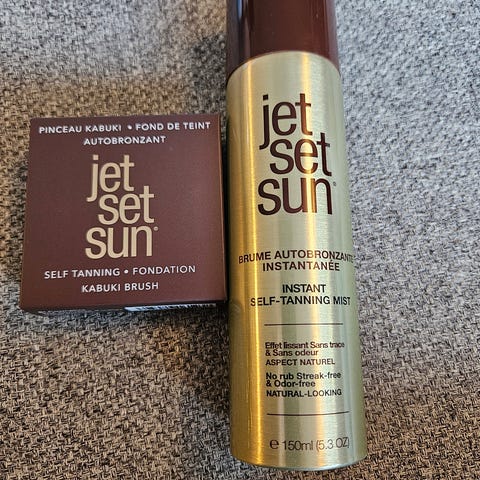 PINCEAU KABUKI • FOND DE TEINT
AUTOBRONZANT
jet
set
sun®
SELF TANNING • FOUNDATION
KABUKI BRUSH
jet
set
sun®
BRUME AUTOBRONZANTE
INSTANTANÉE
INSTANT
SELF-TANNING MIST
Effet lissant Sans trace
& Sans odeur
ASPECT NATUREL
No rub Streak-free
& Odor-free
NATURAL-LOOKING
e 150ml (5.3 OZ)